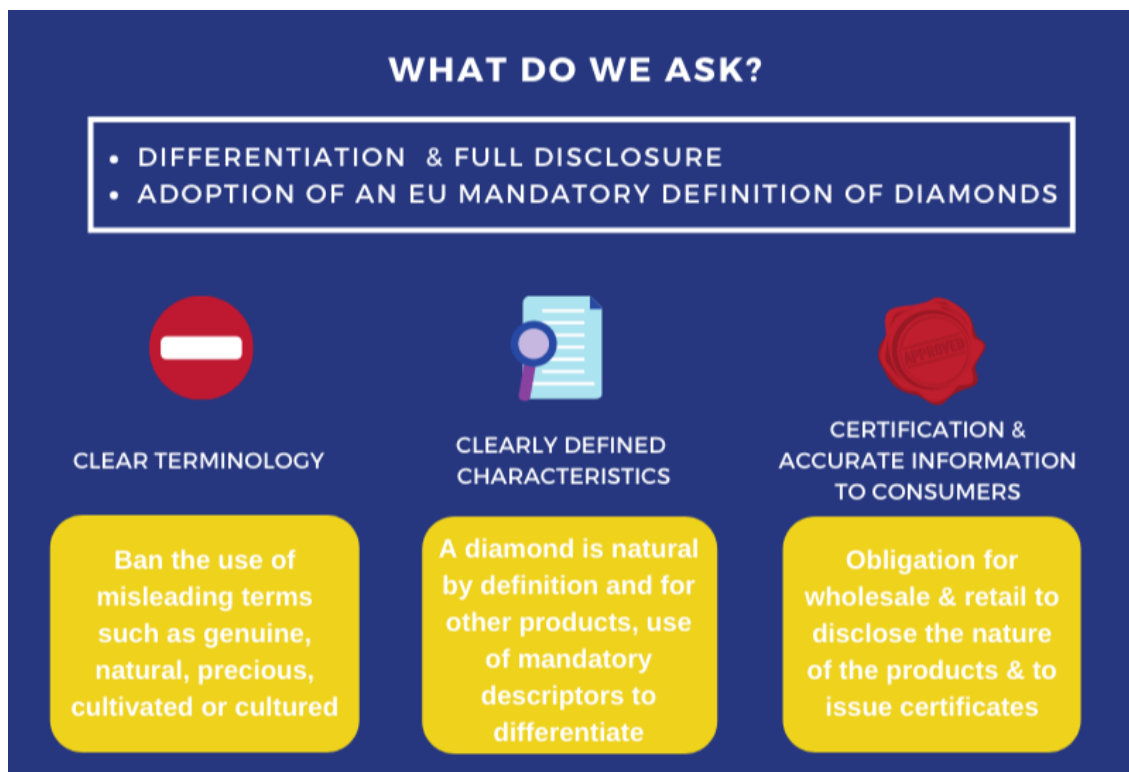 WHAT DO WE ASK?
• DIFFERENTIATION & FULL DISCLOSURE
• ADOPTION OF AN EU MANDATORY DEFINITION OF DIAMONDS
APPROVED
CLEAR TERMINOLOGY
Ban the use of
misleading terms
such as genuine,
natural, precious,
cultivated or cultured
CLEARLY DEFINED
CHARACTERISTICS
A diamond is natural
by definition and for
other products, use
of mandatory
descriptors to
differentiate
CERTIFICATION &
ACCURATE INFORMATION
TO CONSUMERS
Obligation for
wholesale & retail to
disclose the nature
of the products & to
issue certificates